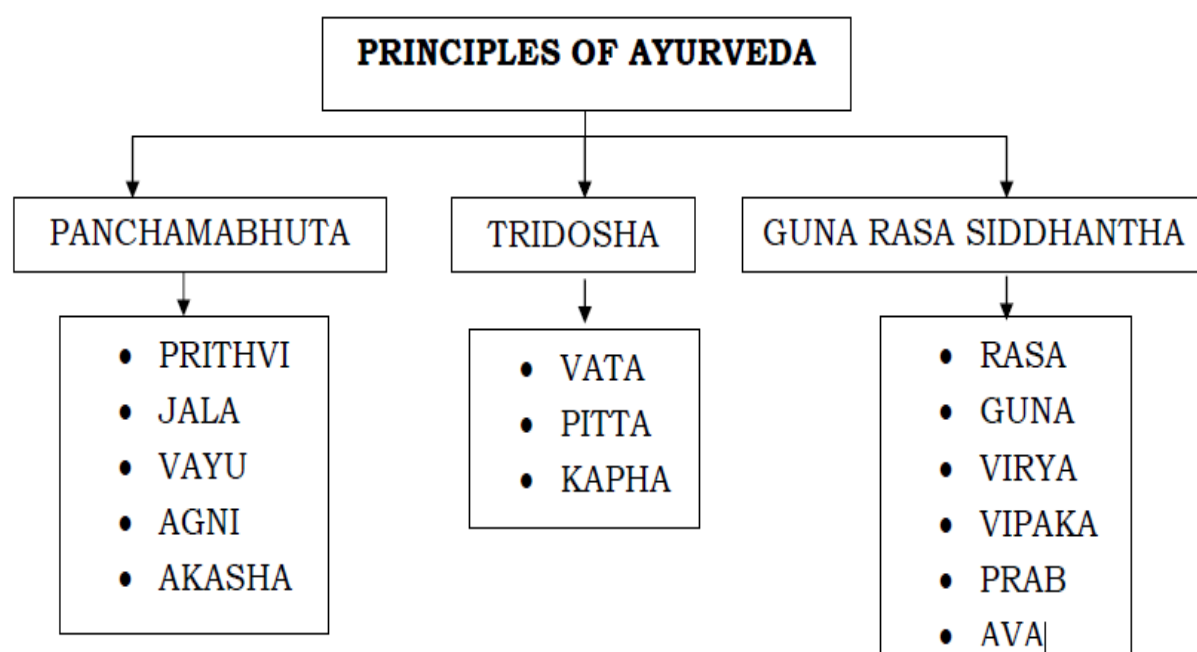 PRINCIPLES OF AYURVEDA
PANCHAMABHUTA
TRIDOSHA
GUNA RASA SIDDHANTHA
• PRITHVI
• JALA
• VAYU
• AGNI
• AKASHA
• VATA
• PITTA
• KAPHA
• RASA
• GUNA
• VIRYA
• VIPAKA
• PRAB
• AVA